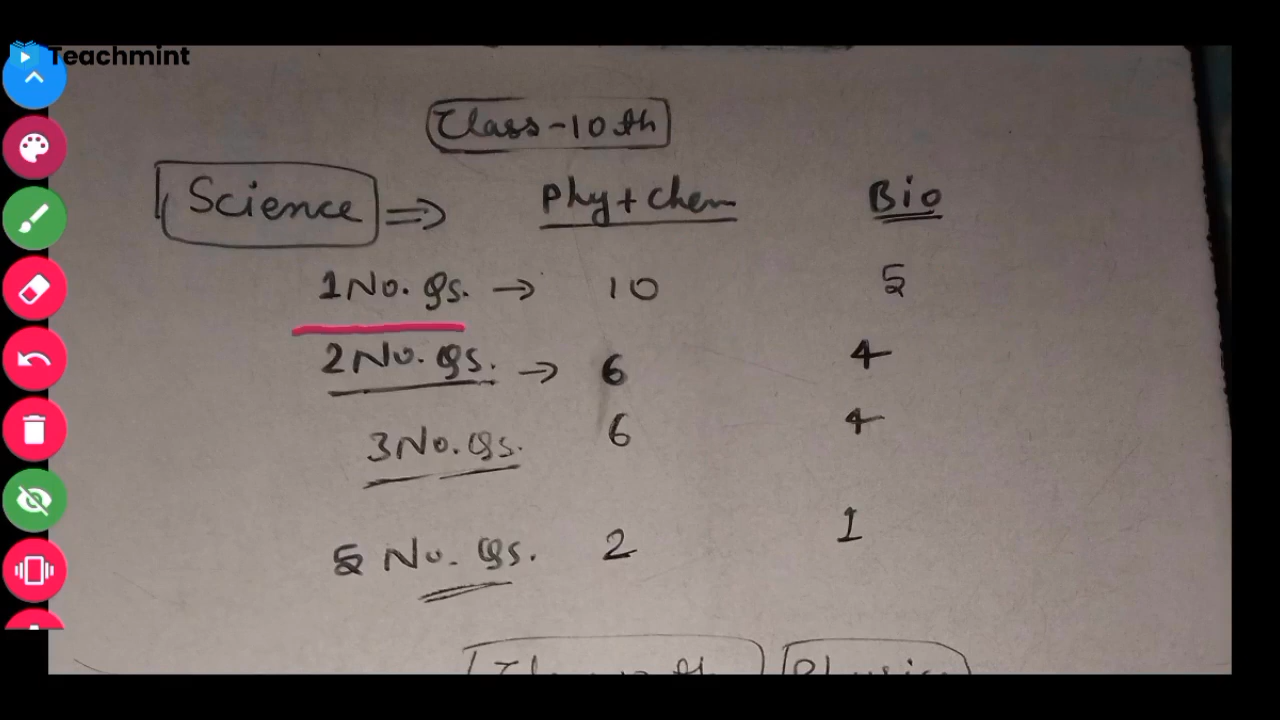 Teachmint
Class-10th
Science ⇒ Phy+Chem Bio
1 No. Qs. → 10 5
2 No. Qs. → 6 4
3 No. Qs. 6 4
5 No. Qs. 2 1